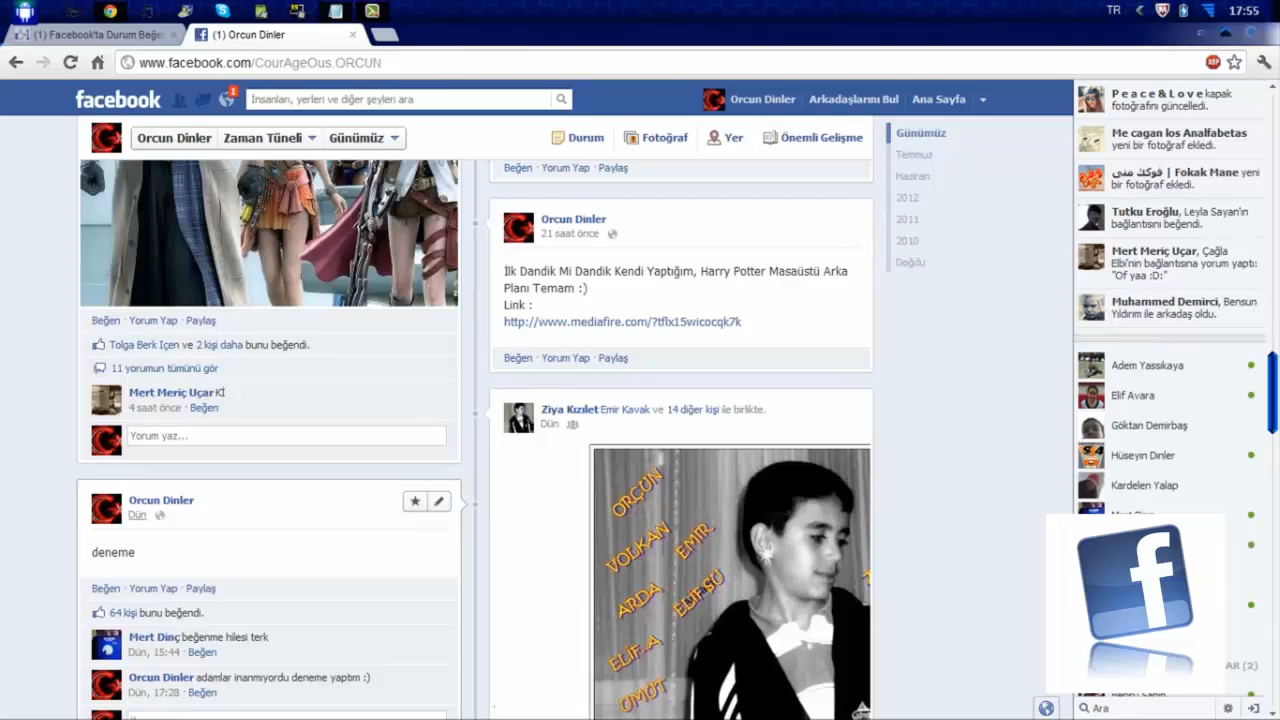 TR
17:55
(1) Facebook'ta Durum Beğe
(1) Orcun Dinler
www.facebook.com/CourAgeOus.ORCUN
facebook
1
İnsanları, yerleri ve diğer şeyleri ara
Orcun Dinler
Arkadaşlarını Bul
Ana Sayfa
Orcun Dinler
Zaman Tüneli
Günümüz
Durum
Fotoğraf
Yer
Önemli Gelişme
Beğen · Yorum Yap · Paylaş
Tolga Berk Içen ve 2 kişi daha bunu beğendi.
11 yorumun tümünü gör
Mert Meriç Uçar Kİ
4 saat önce · Beğen
Yorum yaz...
Orcun Dinler
Dün
deneme
Beğen · Yorum Yap · Paylaş
64 kişi bunu beğendi.
Mert Dinç beğenme hilesi terk
Dün, 15:44 · Beğen
Orcun Dinler adamlar inanmıyordu deneme yaptım :)
Dün, 17:28 · Beğen
Beğen · Yorum Yap · Paylaş
Orcun Dinler
21 saat önce
İlk Dandik Mi Dandik Kendi Yaptığım, Harry Potter Masaüstü Arka
Planı Temam :)
Link :
http://www.mediafire.com/?tflx15wicocqk7k
Beğen · Yorum Yap · Paylaş
Ziya Kızılet Emir Kavak ve 14 diğer kişi ile birlikte.
Dün
ORÇUN
VOLKAN
EMIR
ARDA
ELIFSU
ELIF.A
UMUT
Günümüz
Temmuz
Haziran
2012
2011
2010
Doğdu
P e a c e & L o v e kapak
fotoğrafını güncelledi.
Me cagan los Analfabetas
yeni bir fotoğraf ekledi.
فوكك منى | Fokak Mane yeni
bir fotoğraf ekledi.
Tutku Eroğlu, Leyla Sayan'ın
bağlantısını beğendi.
Mert Meriç Uçar, Çağla
Elbi'nin bağlantısına yorum yaptı:
"Of yaa :D:"
Muhammed Demirci, Bensun
Yıldırım ile arkadaş oldu.
Adem Yassıkaya
Elif Avara
Göktan Demirbaş
Hüseyin Dinler
Kardelen Yalap
f
AR (2)
Ara